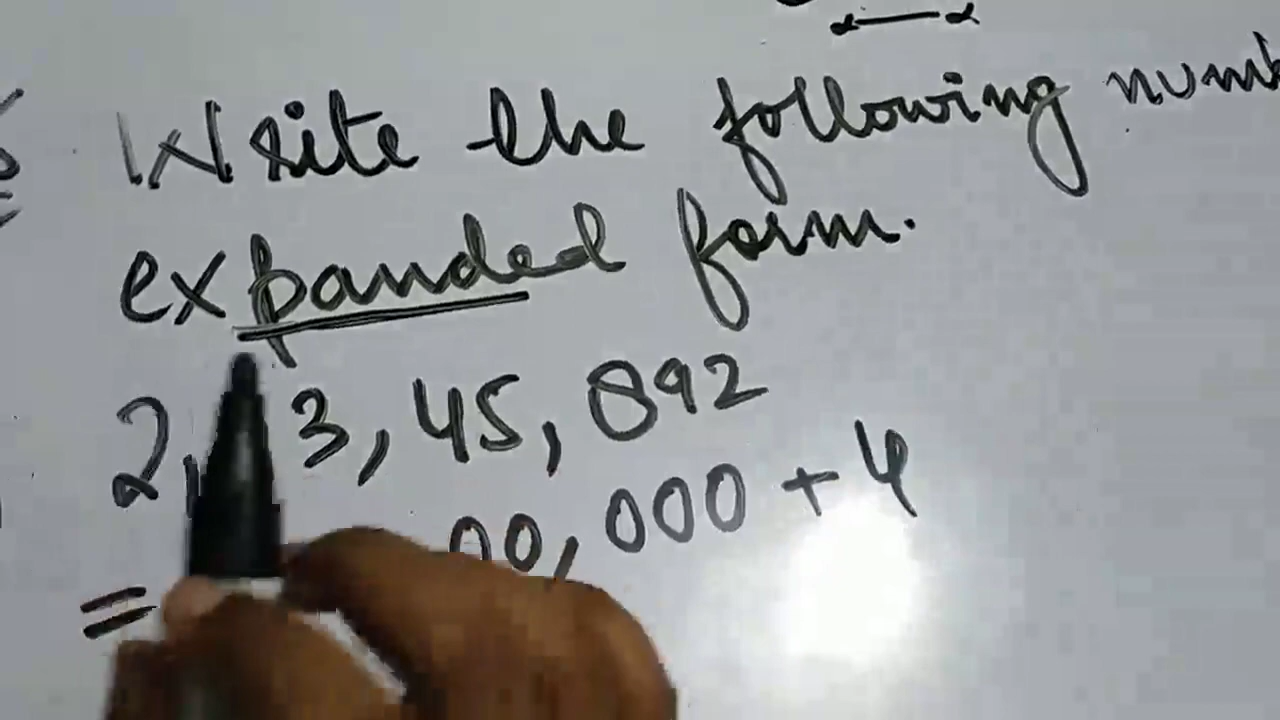 Write the following numb
expanded form.
2, 3, 45, 892
= 00,000 + 4